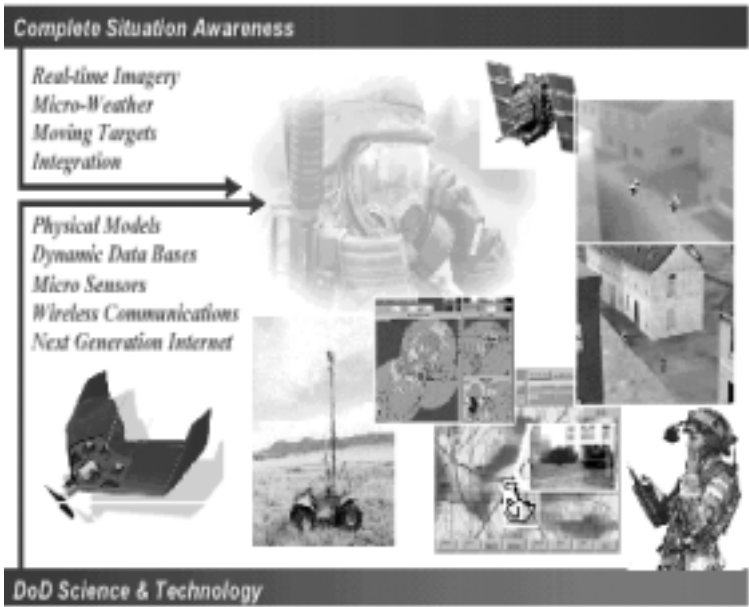 Complete Situation Awareness
Real-time Imagery
Micro-Weather
Moving Targets
Integration
Physical Models
Dynamic Data Bases
Micro Sensors
Wireless Communications
Next Generation Internet
DoD Science & Technology